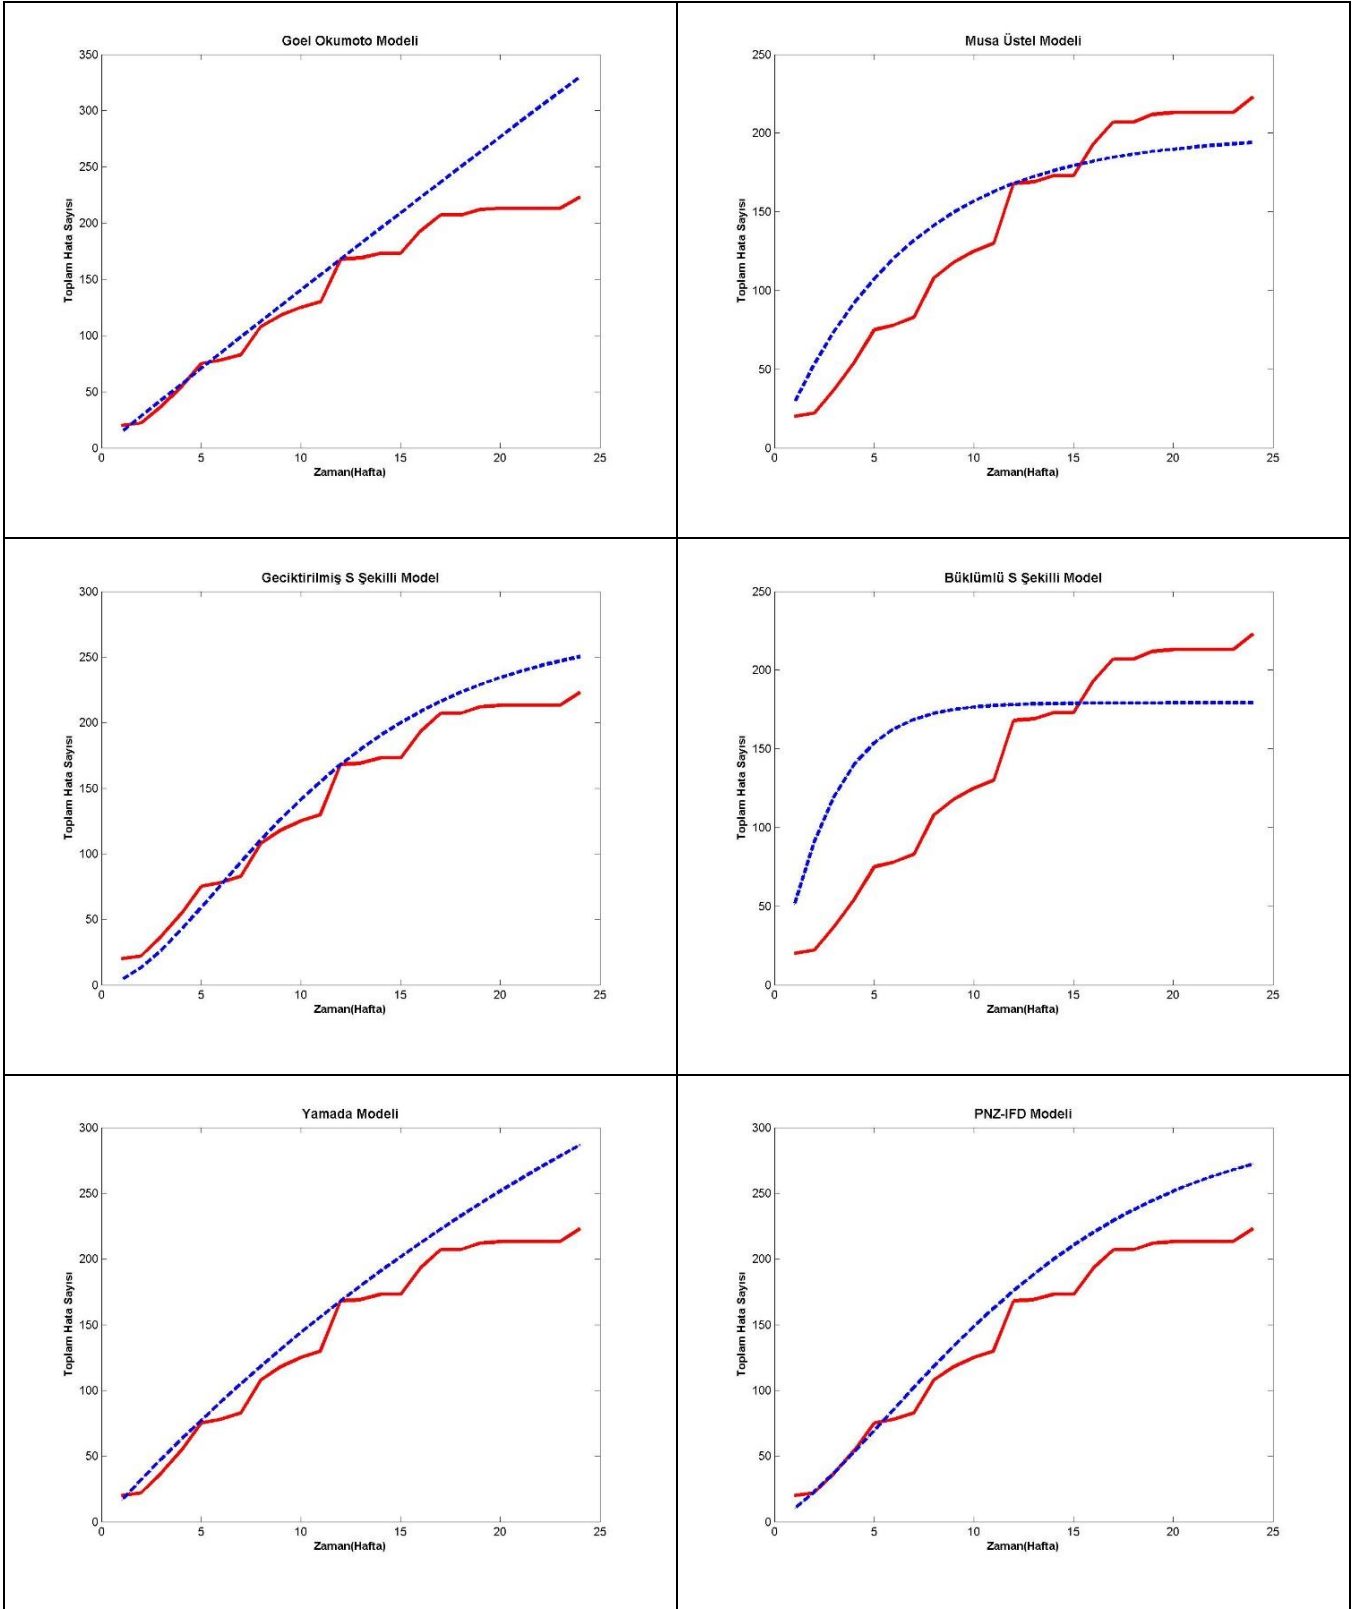 Goel Okumoto Modeli
350
300
250
200
150
100
50
0
Toplam Hata Sayısı
0 5 10 15 20 25
Zaman(Hafta)
Musa Üstel Modeli
250
200
150
100
50
0
Toplam Hata Sayısı
0 5 10 15 20 25
Zaman(Hafta)
Geciktirilmiş S Şekilli Model
300
250
200
150
100
50
0
Toplam Hata Sayısı
0 5 10 15 20 25
Zaman(Hafta)
Büklümlü S Şekilli Model
250
200
150
100
50
0
Toplam Hata Sayısı
0 5 10 15 20 25
Zaman(Hafta)
Yamada Modeli
300
250
200
150
100
50
0
Toplam Hata Sayısı
0 5 10 15 20 25
Zaman(Hafta)
PNZ-IFD Modeli
300
250
200
150
100
50
0
Toplam Hata Sayısı
0 5 10 15 20 25
Zaman(Hafta)